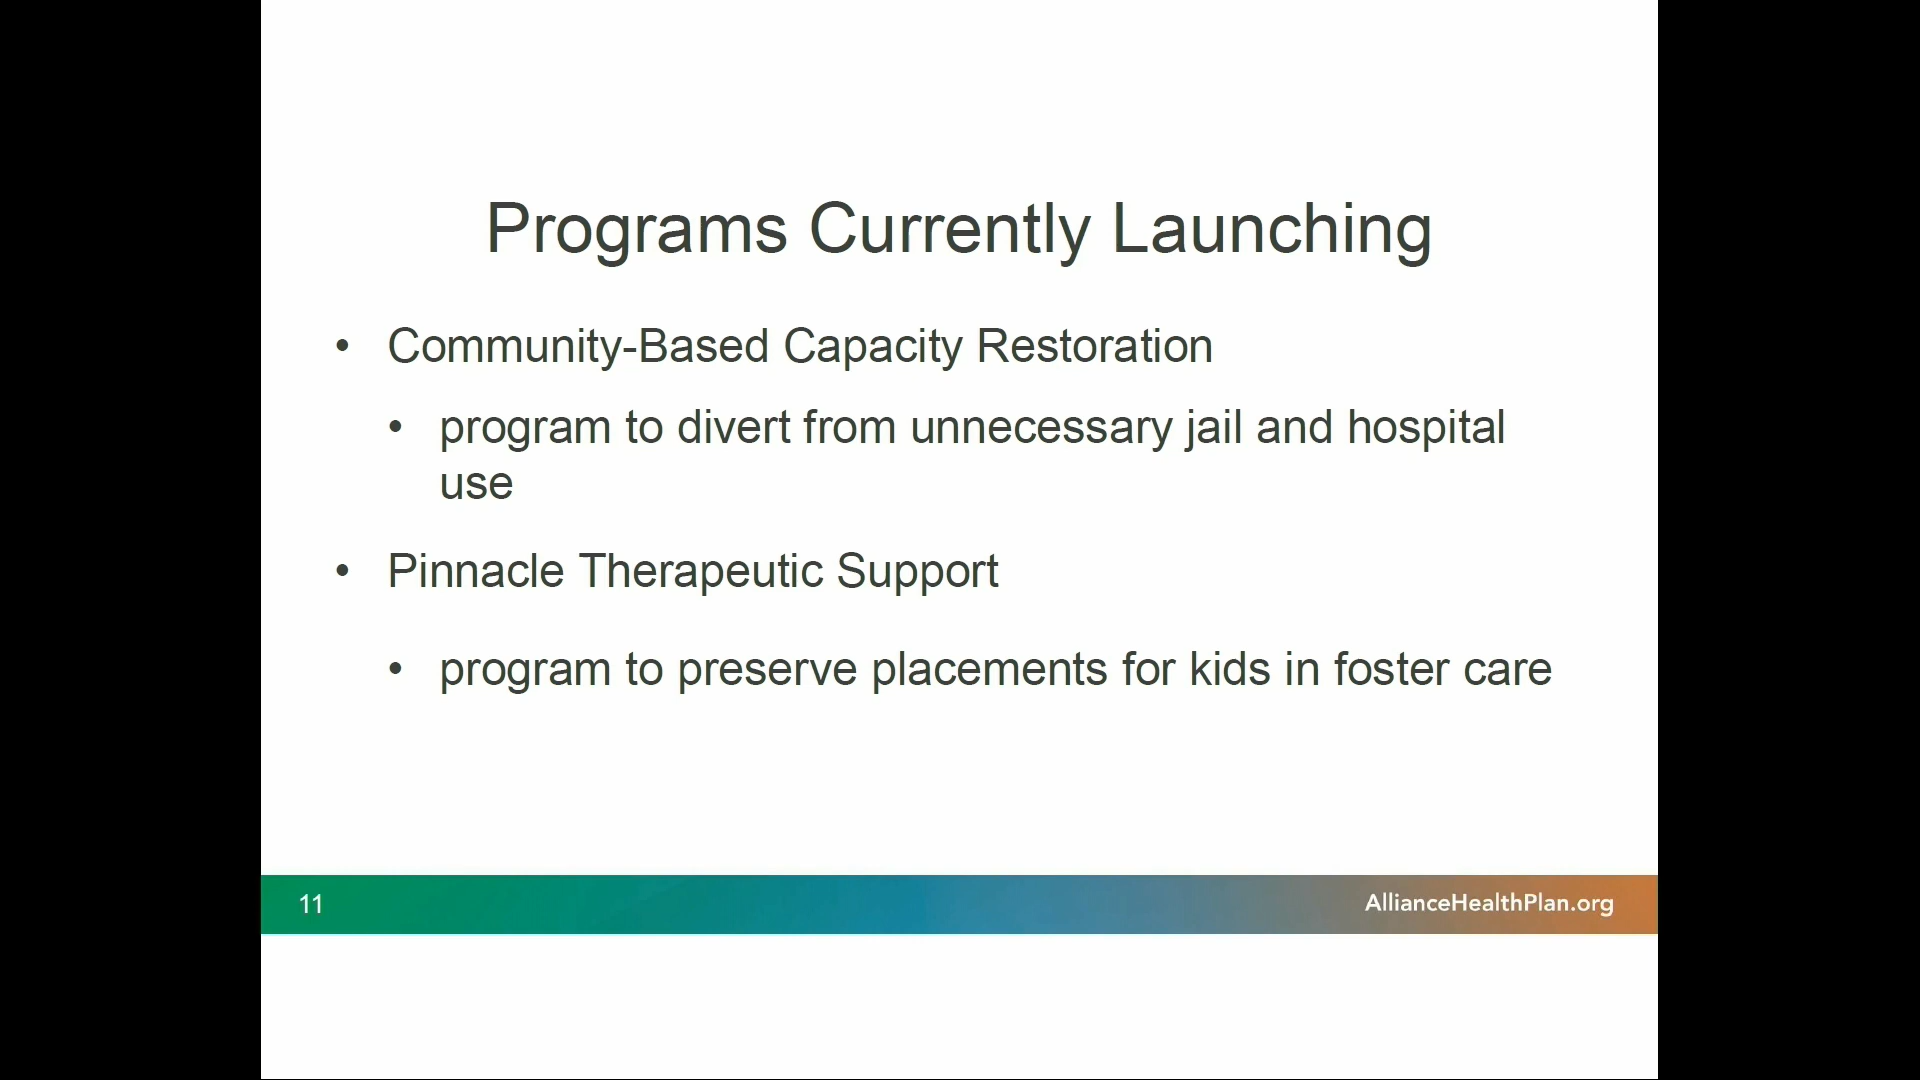 Programs Currently Launching
• Community-Based Capacity Restoration
• program to divert from unnecessary jail and hospital
use
• Pinnacle Therapeutic Support
• program to preserve placements for kids in foster care
11
AllianceHealthPlan.org